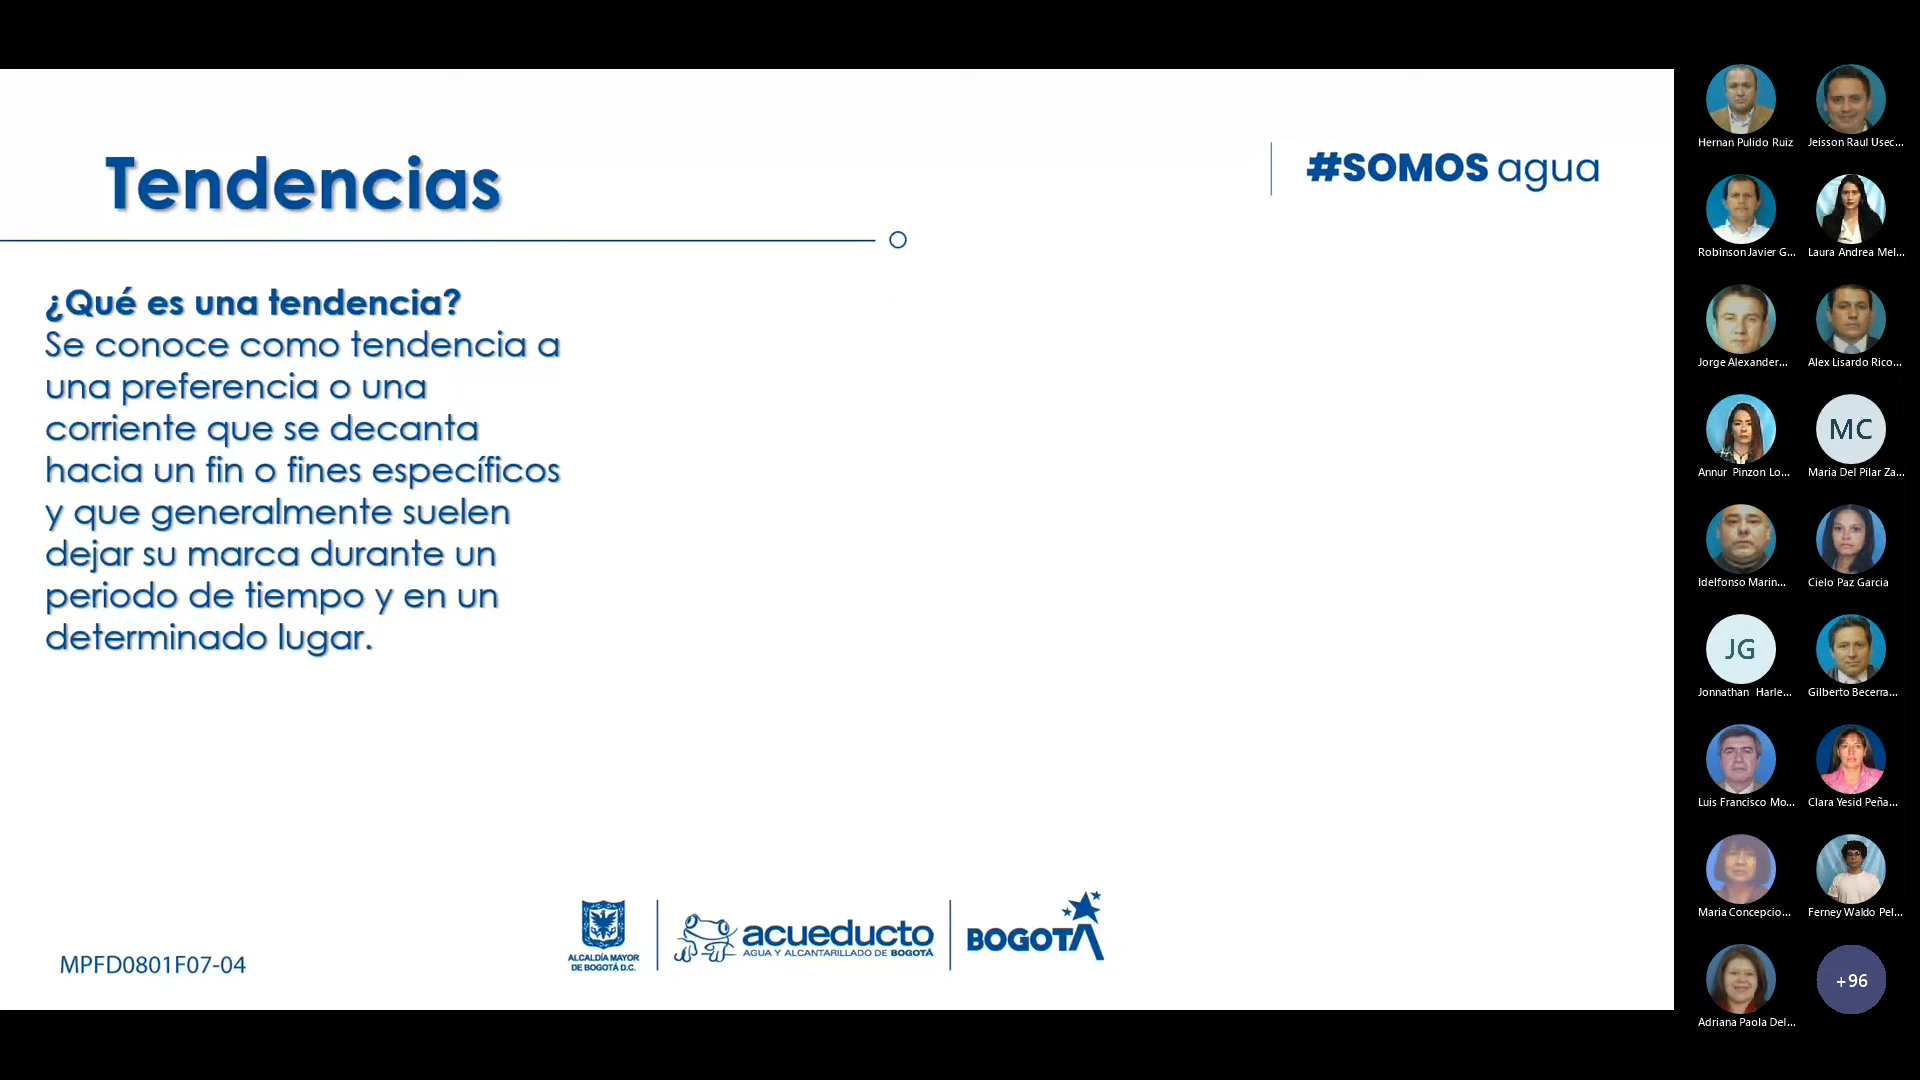 Tendencias
#SOMOS agua
¿Qué es una tendencia?
Se conoce como tendencia a
una preferencia o una
corriente que se decanta
hacia un fin o fines específicos
y que generalmente suelen
dejar su marca durante un
periodo de tiempo y en un
determinado lugar.
MPFD0801F07-04
ALCALDÍA MAYOR
DE BOGOTÁ D.C.
acueducto
AGUA Y ALCANTARILLADO DE BOGOTÁ
BOGOTÁ
Hernan Pulido Ruiz
Jeisson Raul Usec...
Robinson Javier G...
Laura Andrea Mel...
Jorge Alexander...
Alex Lisardo Rico...
Annur Pinzon Lo...
MC
Maria Del Pilar Za...
Idelfonso Marin...
Cielo Paz Garcia
JG
Jonnathan Harle...
Gilberto Becerra...
Luis Francisco Mo...
Clara Yesid Peña...
Maria Concepcio...
Ferney Waldo Pel...
Adriana Paola Del...
+96